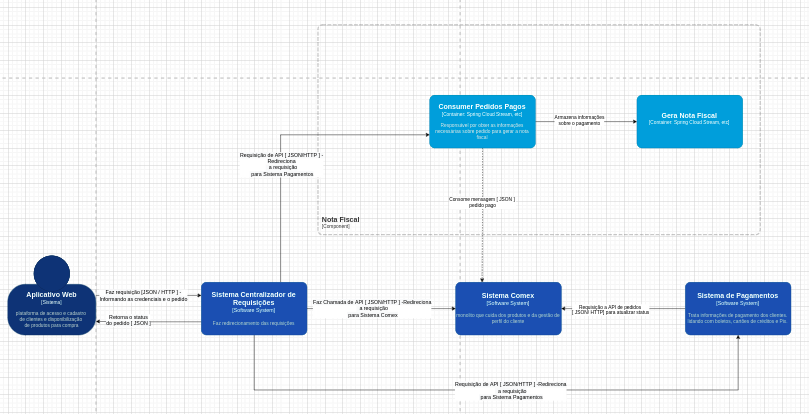 Consumer Pedidos Pagos
[Container: Spring Cloud Stream, etc]
Responsável por obter as informações
necessárias sobre pedido para gerar a nota
fiscal
Armazena informações
sobre o pagamento
Gera Nota Fiscal
[Container: Spring Cloud Stream, etc]
Requisição de API [ JSON/HTTP ] -
Redireciona
a requisição
para Sistema Pagamentos
Consome mensagem [ JSON ]
pedido pago
Nota Fiscal
[Component]
Aplicativo Web
[Sistema]
plataforma de acesso e cadastro
de clientes e disponibilização
de produtos para compra.
Faz requisição [JSON / HTTP ] -
Informando as credenciais e o pedido
Retorna o status
do pedido [ JSON ]
Sistema Centralizador de
Requisições
[Software System]
Faz redirecionamento das requisições
Faz Chamada de API [ JSON/HTTP ] -Redireciona
a requisição
para Sistema Comex
Sistema Comex
[Software System]
monolito que cuida dos produtos e da gestão de
perfil do cliente
Requisição a API de pedidos
[ JSON/ HTTP] para atualizar status
Sistema de Pagamentos
[Software System]
Trata informações de pagamento dos clientes,
lidando com boletos, cartões de créditos e Pix
Requisição de API [ JSON/HTTP ] -Redireciona
a requisição
para Sistema Pagamentos